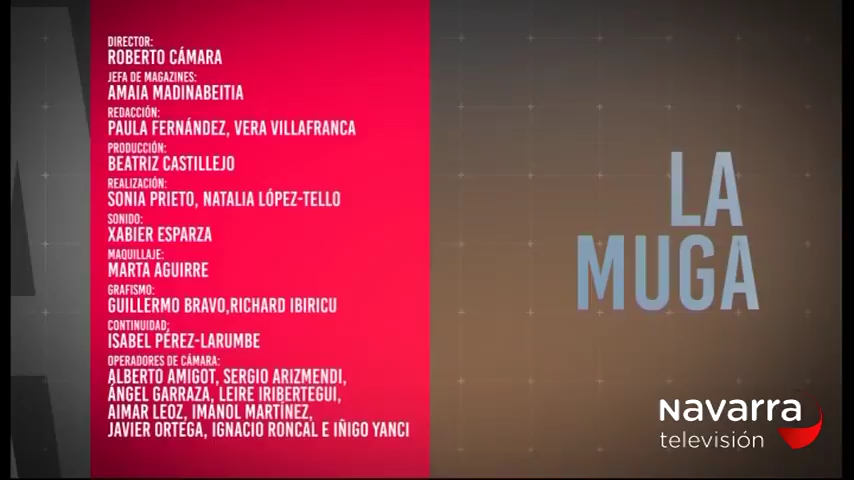 DIRECTOR:
ROBERTO CÁMARA
JEFA DE MAGAZINES:
AMAIA MADINABEITIA
REDACCIÓN:
PAULA FERNÁNDEZ, VERA VILLAFRANCA
PRODUCCIÓN:
BEATRIZ CASTILLEJO
REALIZACIÓN:
SONIA PRIETO, NATALIA LÓPEZ-TELLO
SONIDO:
XABIER ESPARZA
MAQUILLAJE:
MARTA AGUIRRE
GRAFISMO:
GUILLERMO BRAVO,RICHARD IBIRICU
CONTINUIDAD;
ISABEL PÉREZ-LARUMBE
OPERADORES DE CÁMARA:
ALBERTO AMIGOT, SERGIO ARIZMENDI,
ÁNGEL GARRAZA, LEIRE IRIBERTEGUI,
AIMAR LEOZ, IMÁNOL MARTÍNEZ,
JAVIER ORTEGA, IGNACIO RONCAL E IÑIGO YANCI
LA
MUGA
Navarra
televisión